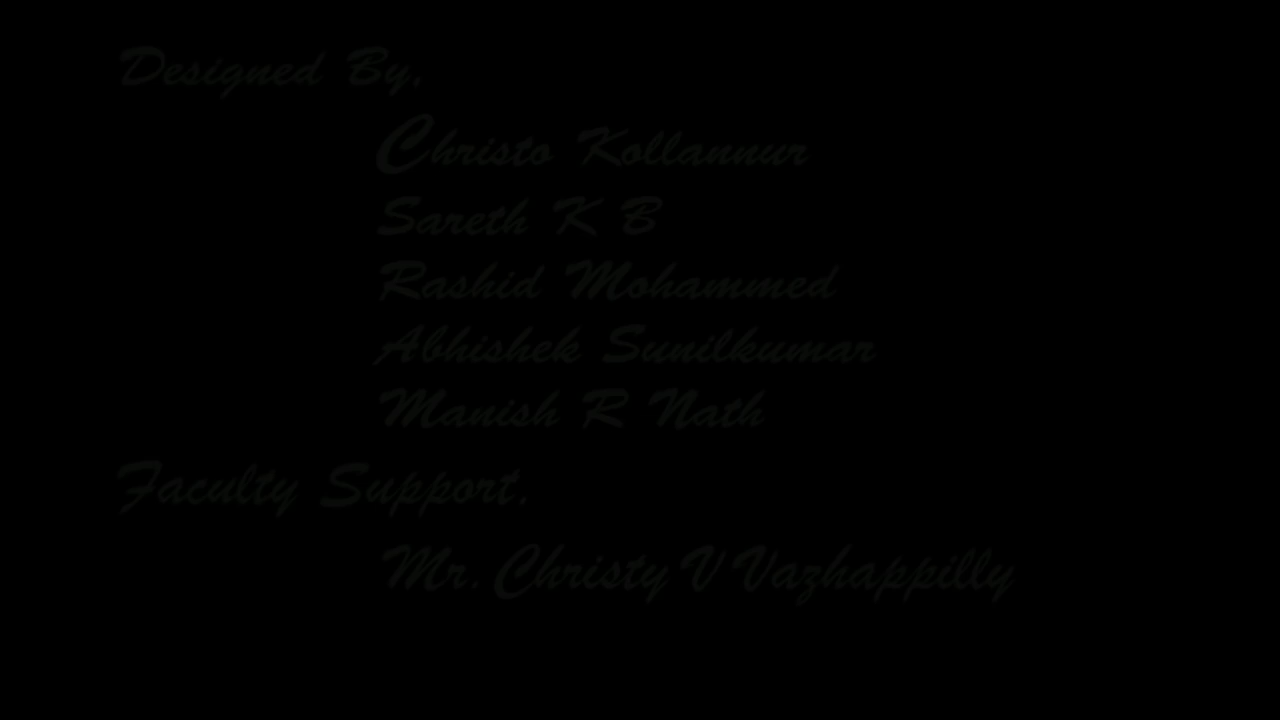 Designed By,
Christo Kollannur
Sareth K B
Rashid Mohammed
Abhishek Sunilkumar
Manish R Nath
Faculty Support,
Mr. Christy V Vazhappilly